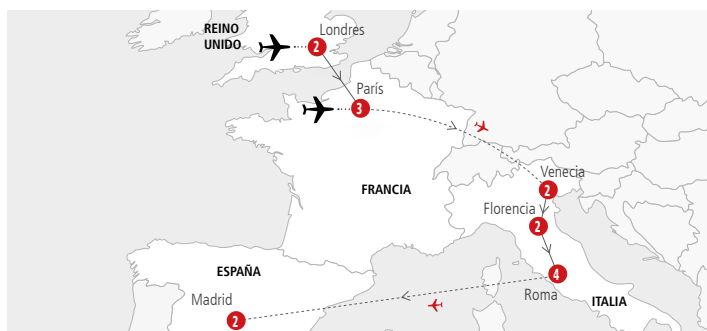 REINO
UNIDO
Londres
2
París
3
Venecia
2
FRANCIA
Florencia
2
ESPAÑA
4
Roma
ITALIA
Madrid
2